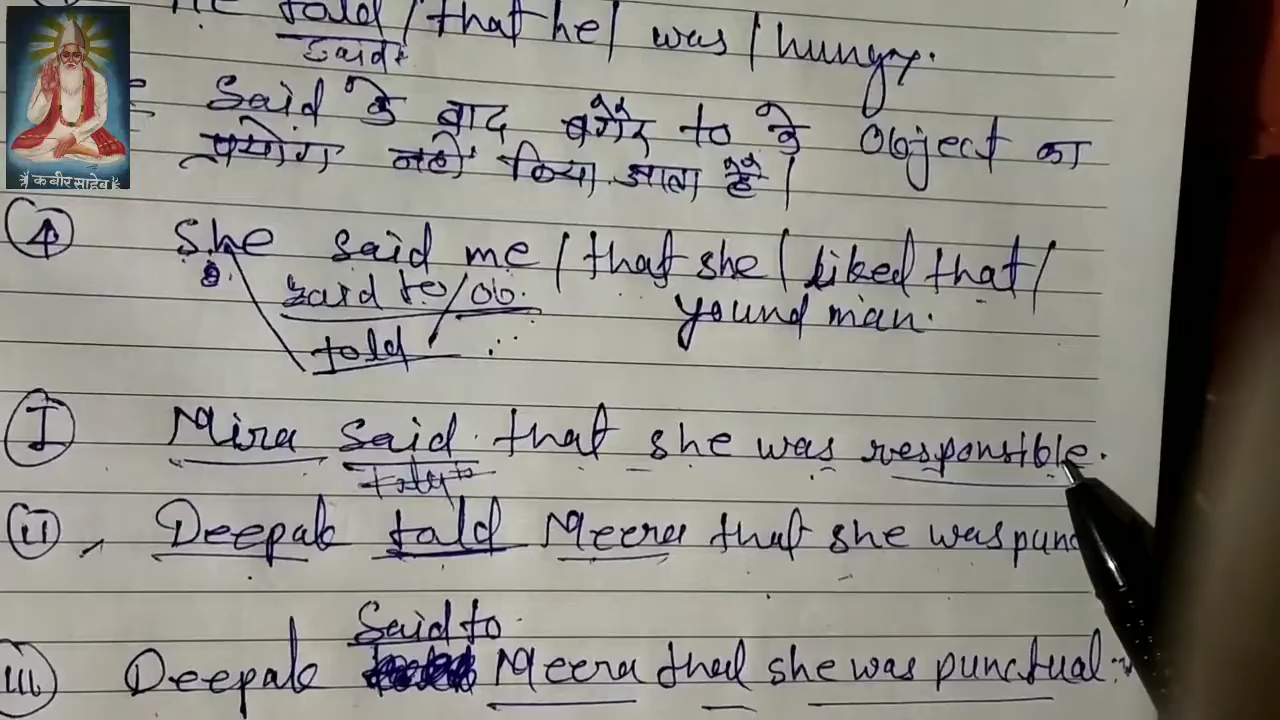 told / that he / was / hungry.
said
said के बाद बगैर to के object का
प्रयोग नहीं किया जाता है।
④ She said me / that she / liked that /
said to / ob. yound man.
told
Ⓘ Mira said that she was responsible.
ⅱ Deepak told Meera that she was punc
said to
ⅲ Deepak Meera that she was punctual.
कबीर साहेब